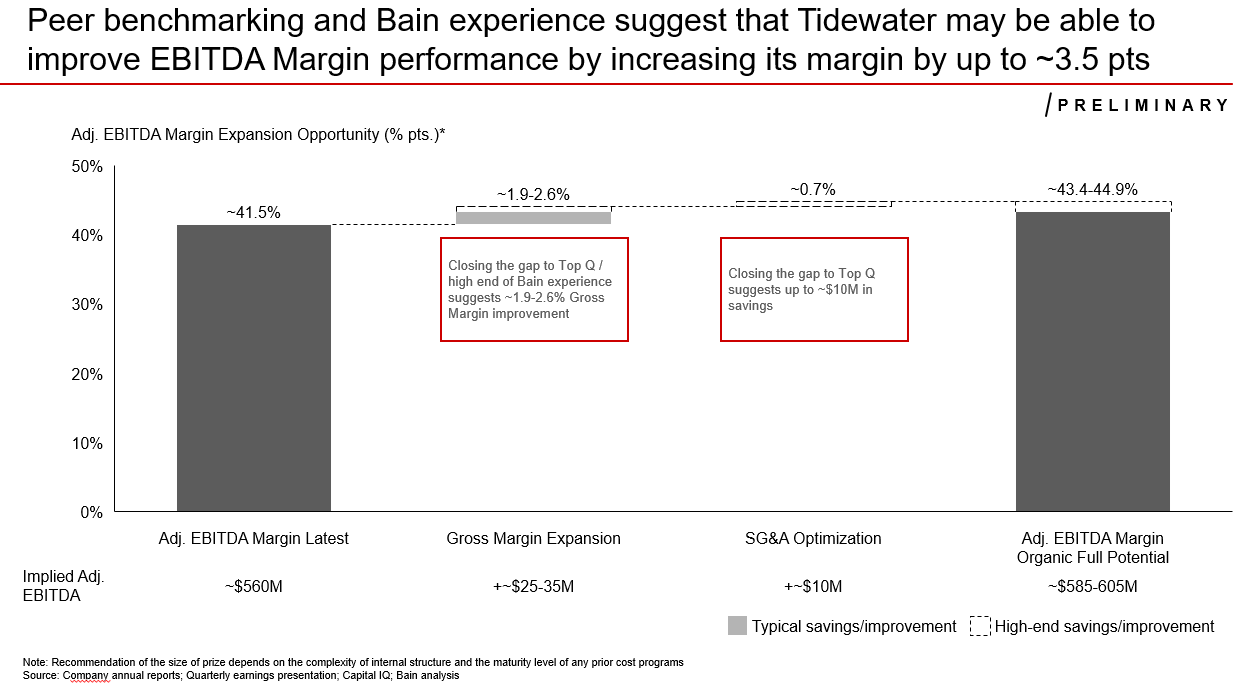 Peer benchmarking and Bain experience suggest that Tidewater may be able to
improve EBITDA Margin performance by increasing its margin by up to ~3.5 pts
PRELIMINARY
Adj. EBITDA Margin Expansion Opportunity (% pts.)*
50%
40%
30%
20%
10%
0%
~41.5%
~1.9-2.6%
~0.7%
~43.4-44.9%
Closing the gap to Top Q /
high end of Bain experience
suggests ~1.9-2.6% Gross
Margin improvement
Closing the gap to Top Q
suggests up to ~$10M in
savings
Adj. EBITDA Margin Latest
Gross Margin Expansion
SG&A Optimization
Adj. EBITDA Margin
Organic Full Potential
Implied Adj.
EBITDA
~$560M
+~$25-35M
+~$10M
~$585-605M
Typical savings/improvement
High-end savings/improvement
Note: Recommendation of the size of prize depends on the complexity of internal structure and the maturity level of any prior cost programs
Source: Company annual reports; Quarterly earnings presentation; Capital IQ; Bain analysis